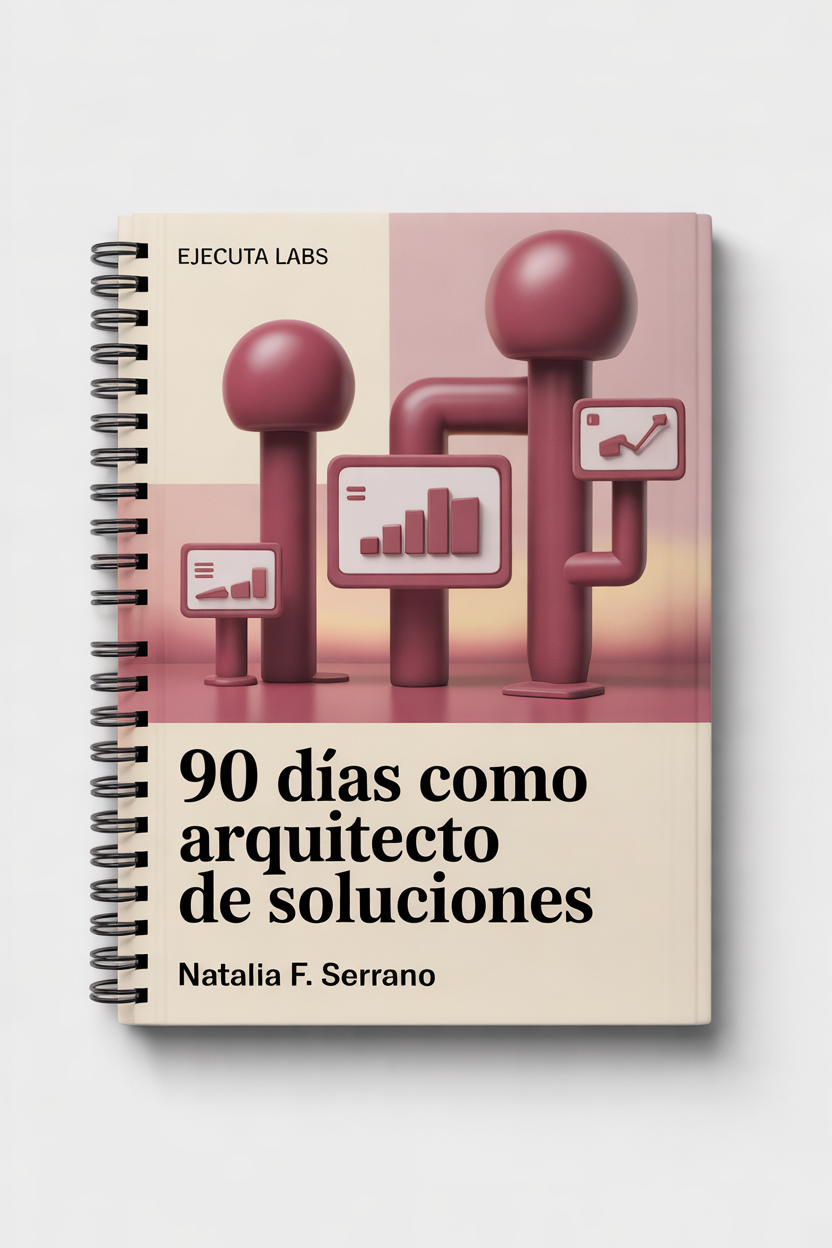 EJECUTA LABS
90 días como
arquitecto
de soluciones
Natalia F. Serrano